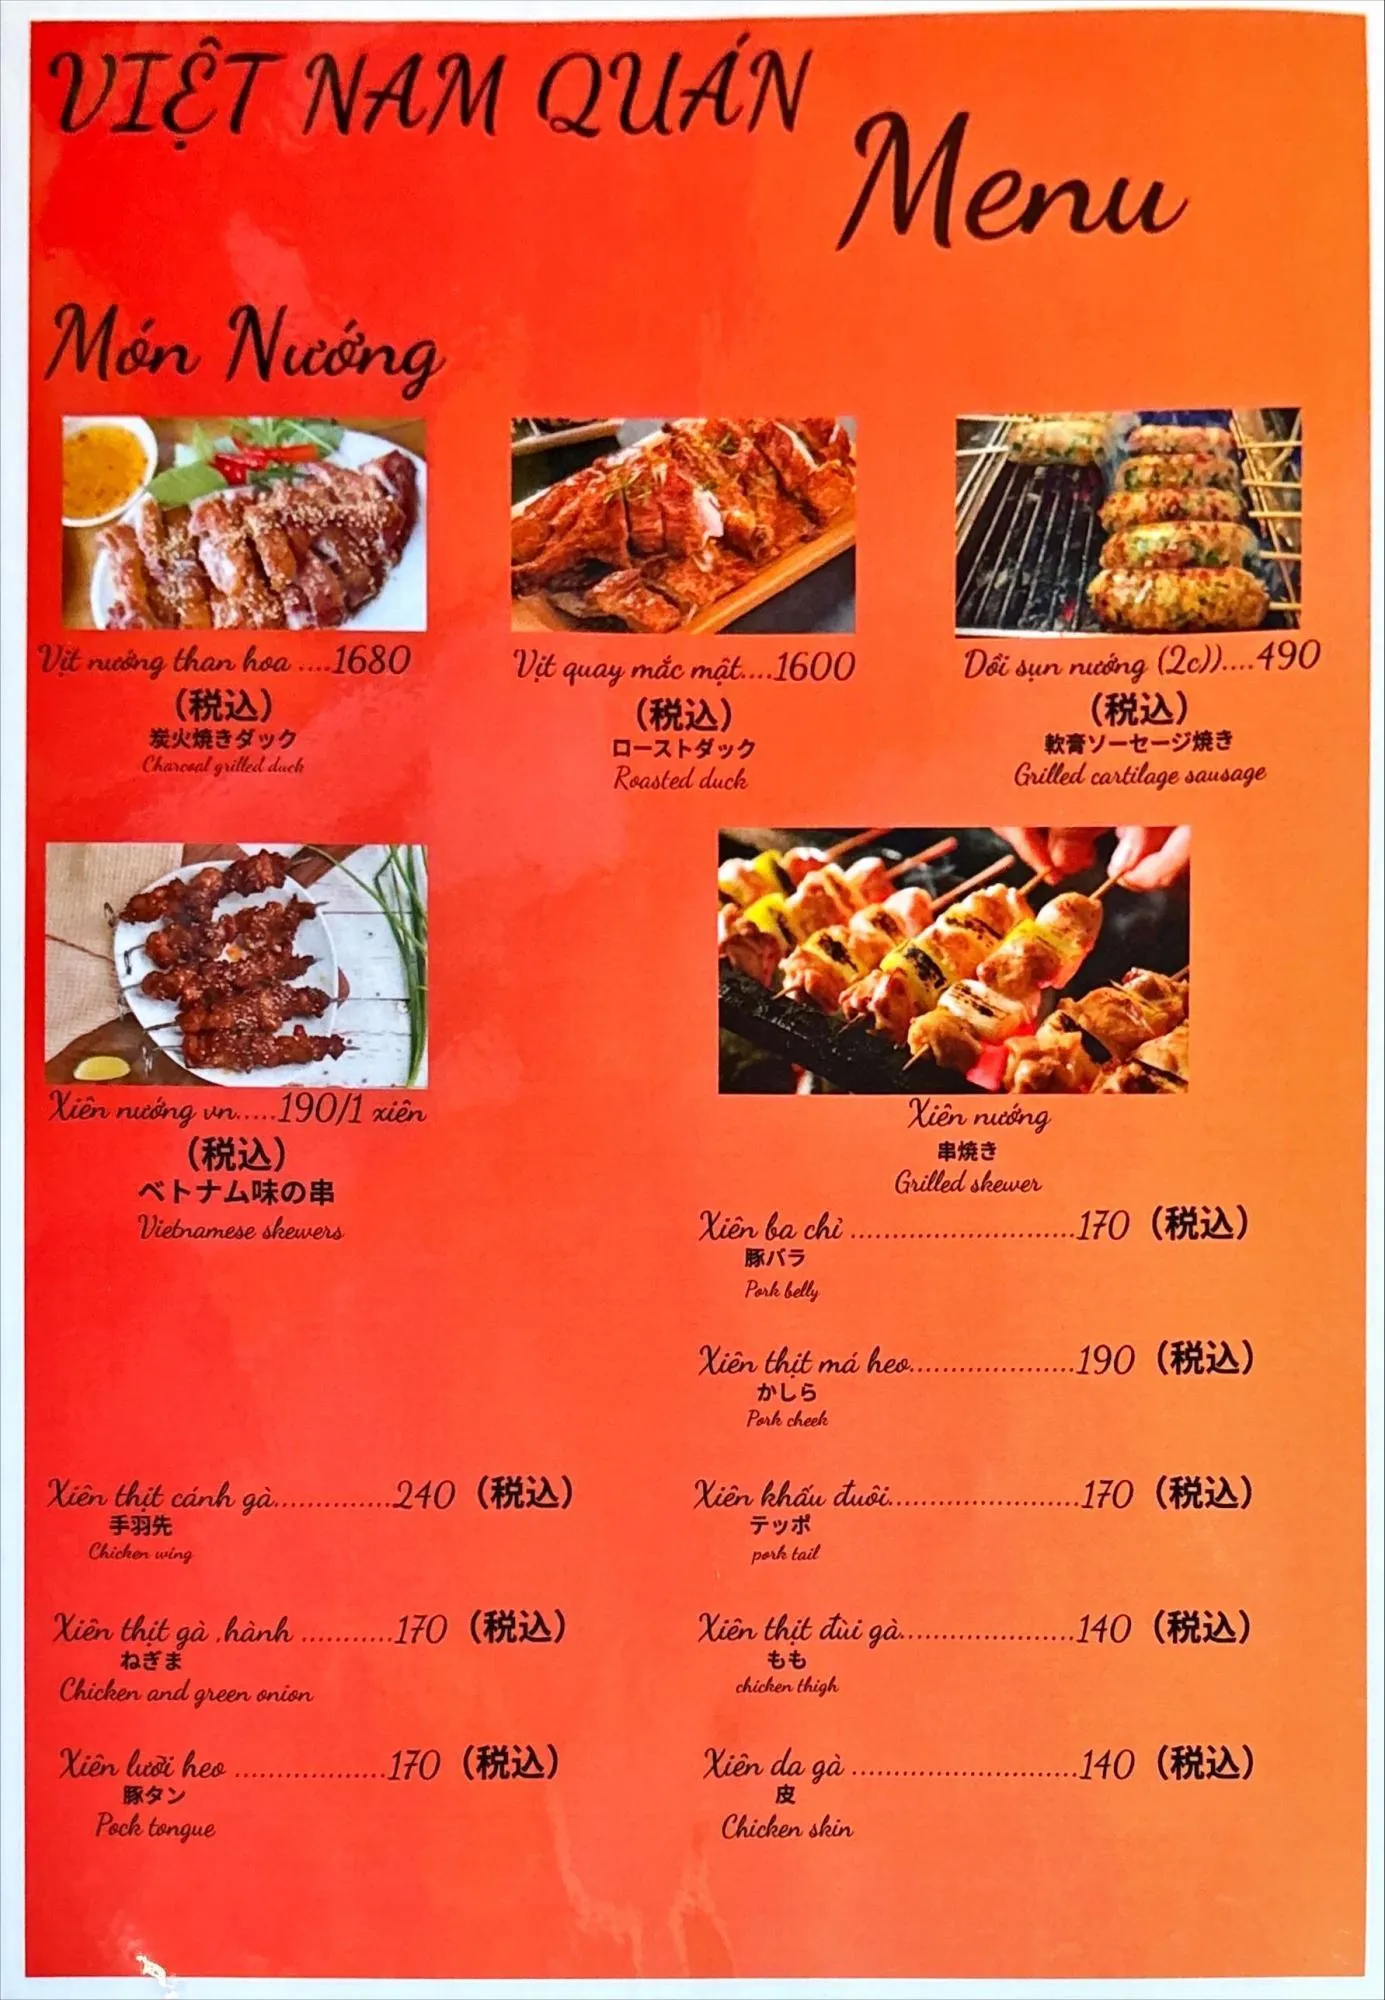 VIỆT NAM QUÁN
Menu
Món Nướng
Vịt nướng than hoa ....1680
(税込)
炭火焼きダック
Charcoal grilled duck
Vịt quay mắc mật....1600
(税込)
ローストダック
Roasted duck
Dồi sụn nướng (2c))....490
(税込)
軟膏ソーセージ焼き
Grilled cartilage sausage
Xiên nướng vn.....190/1 xiên
(税込)
ベトナム味の串
Vietnamese skewers
Xiên nướng
串焼き
Grilled skewer
Xiên ba chỉ ..........................170 (税込)
豚バラ
Pork belly
Xiên thịt má heo...................190 (税込)
かしら
Pork cheek
Xiên thịt cánh gà..............240 (税込)
手羽先
Chicken wing
Xiên khấu đuôi......................170 (税込)
テッポ
pork tail
Xiên thịt gà ,hành ...........170 (税込)
ねぎま
Chicken and green onion
Xiên thịt đùi gà....................140 (税込)
もも
chicken thigh
Xiên lưỡi heo ..................170 (税込)
豚タン
Pock tongue
Xiên da gà ..........................140 (税込)
皮
Chicken skin